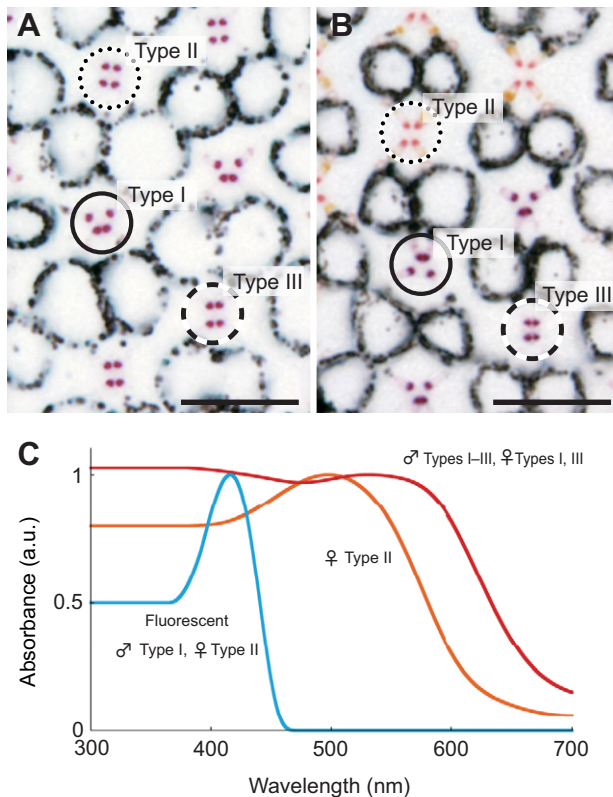 A
Type II
Type I
Type III
B
Type II
Type I
Type III
C
♂ Types I–III, ♀Types I, III
♀ Type II
Fluorescent
♂ Type I, ♀ Type II
Absorbance (a.u.)
1
0.5
0
300 400 500 600 700
Wavelength (nm)